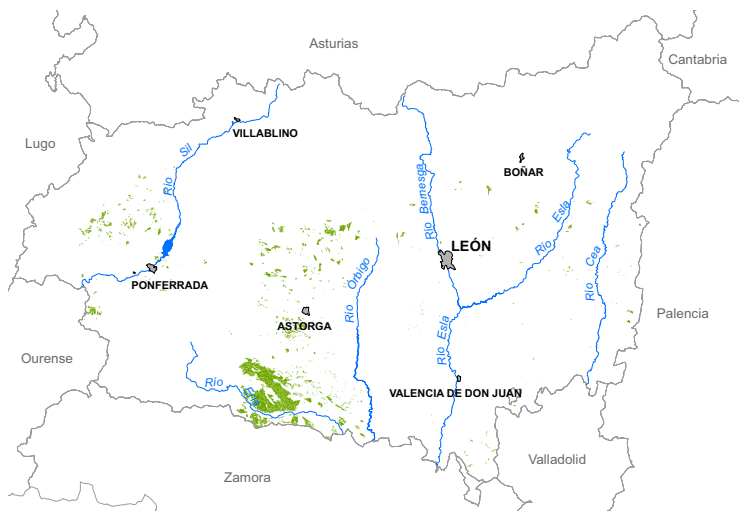 Asturias
Cantabria
Lugo
VILLABLINO
Río Sil
BOÑAR
Río Bernesga
Río Esla
LEÓN
Río Cea
Río Órbigo
PONFERRADA
ASTORGA
Palencia
Río Esla
Ourense
Río
VALENCIA DE DON JUAN
Valladolid
Zamora